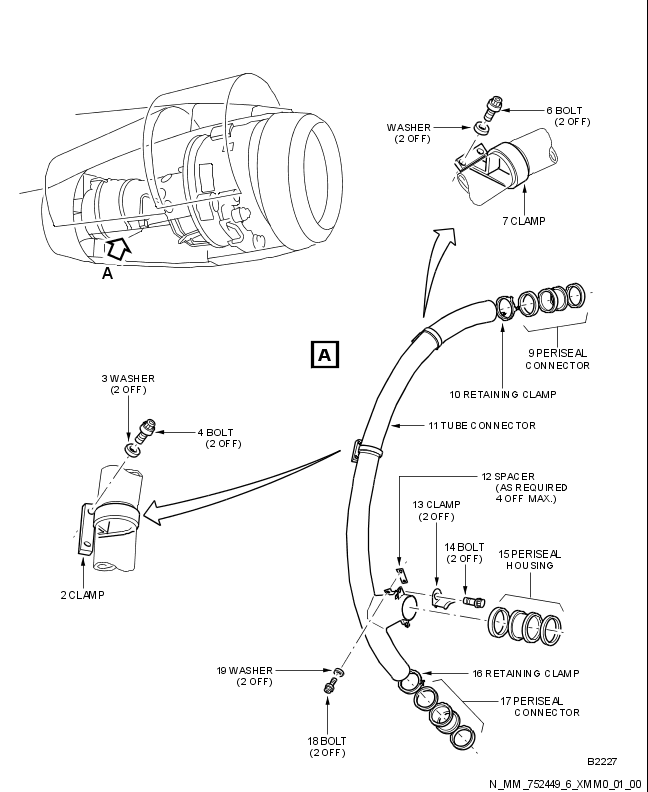 6 BOLT
(2 OFF)
WASHER
(2 OFF)
7 CLAMP
A
A
9 PERISEAL
CONNECTOR
10 RETAINING CLAMP
3 WASHER
(2 OFF)
4 BOLT
(2 OFF)
11 TUBE CONNECTOR
12 SPACER
(AS REQUIRED
4 OFF MAX.)
13 CLAMP
(2 OFF)
14 BOLT
(2 OFF)
15 PERISEAL
HOUSING
2 CLAMP
19 WASHER
(2 OFF)
16 RETAINING CLAMP
17 PERISEAL
CONNECTOR
18 BOLT
(2 OFF)
B2227
N_MM_752449_6_XMM0_01_00